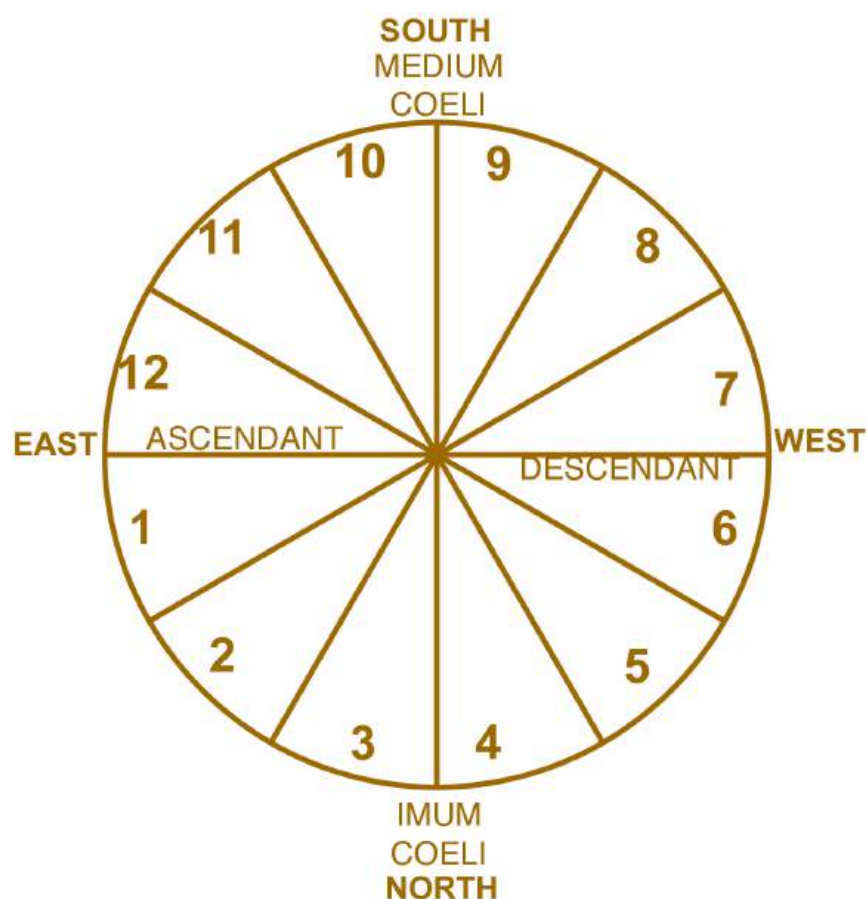 SOUTH
MEDIUM
COELI
10 9
11 8
12 7
EAST ASCENDANT WEST
DESCENDANT
1 6
2 5
3 4
IMUM
COELI
NORTH